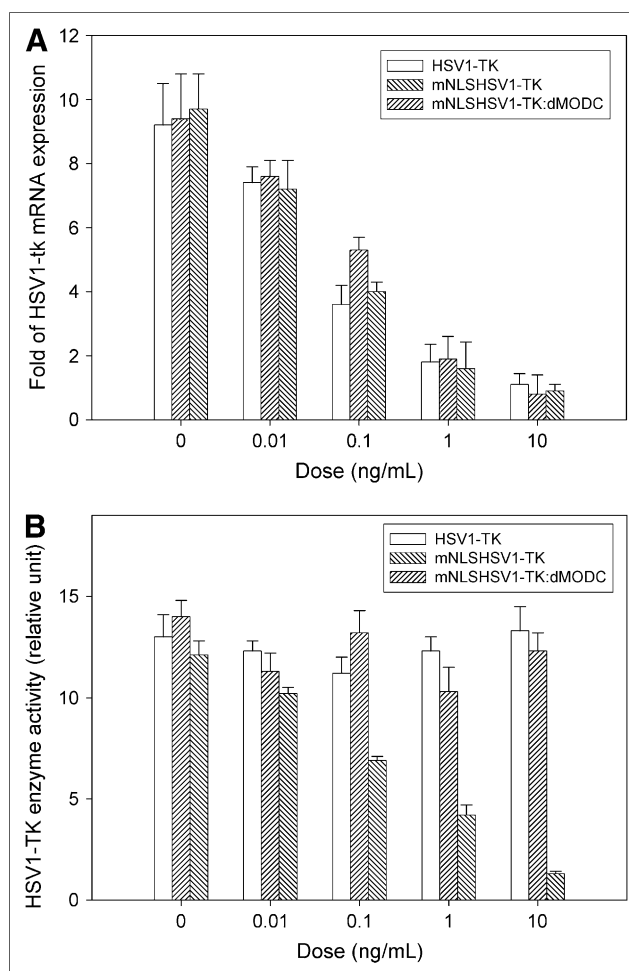 A
Fold of HSV1-tk mRNA expression
12
10
8
6
4
2
0
HSV1-TK
mNLSHSV1-TK
mNLSHSV1-TK:dMODC
0 0.01 0.1 1 10
Dose (ng/mL)
B
HSV1-TK enzyme activity (relative unit)
15
10
5
0
HSV1-TK
mNLSHSV1-TK
mNLSHSV1-TK:dMODC
0 0.01 0.1 1 10
Dose (ng/mL)